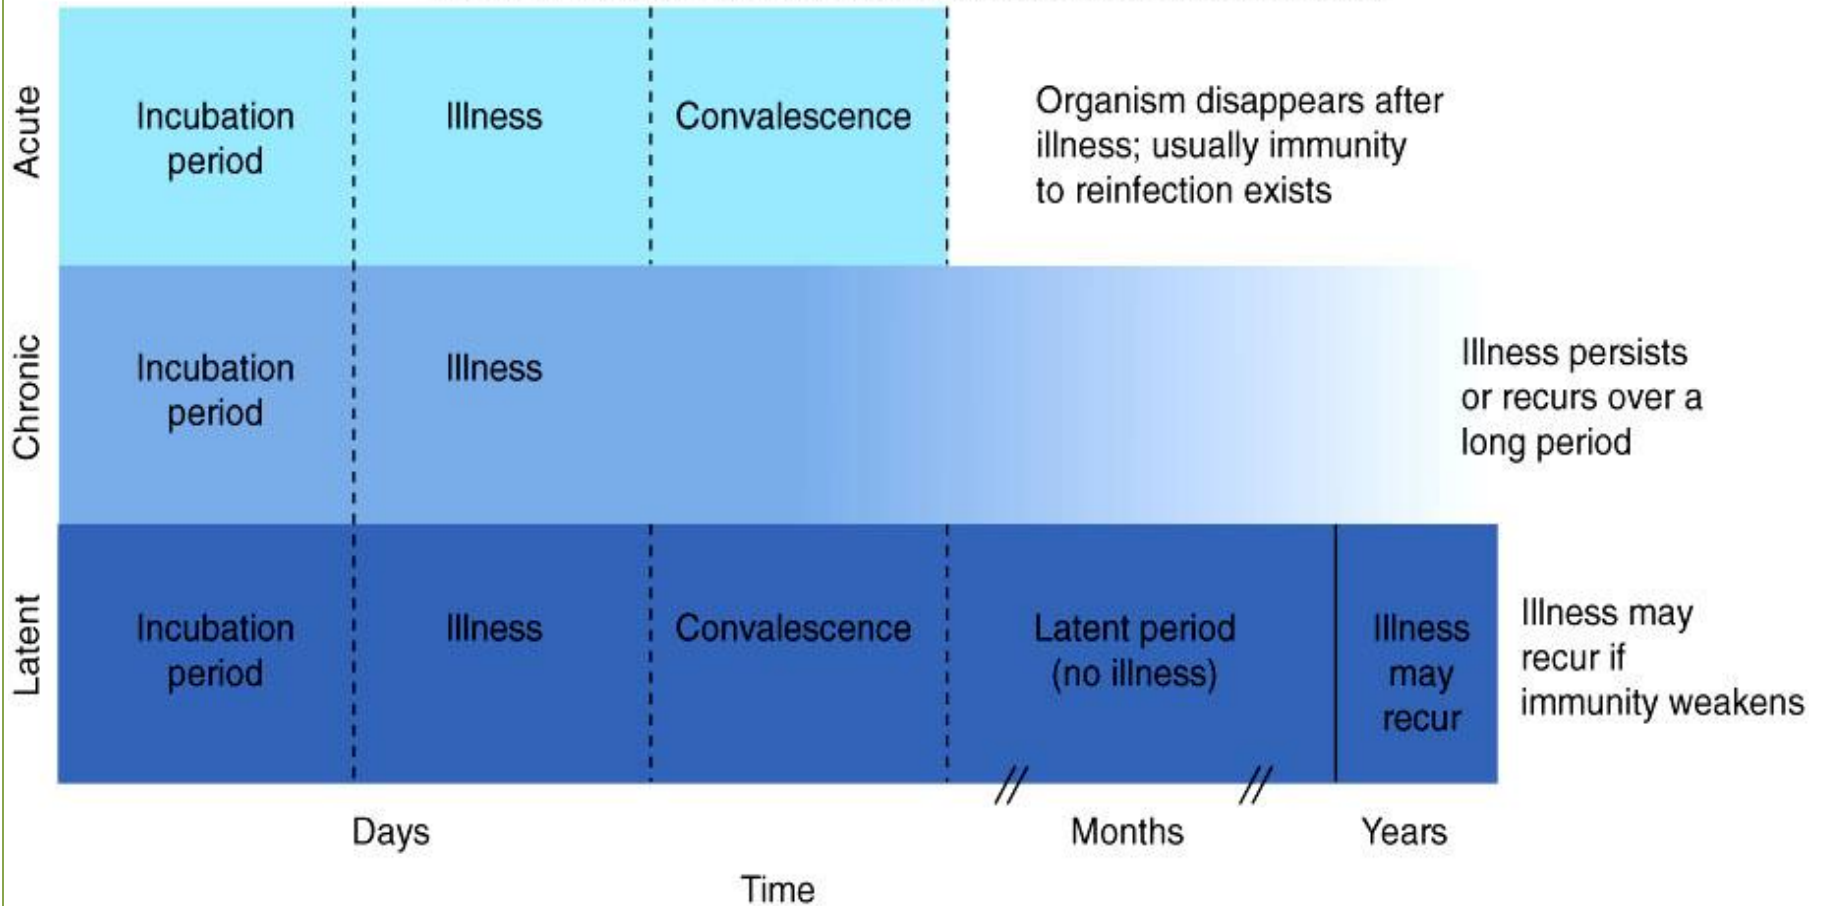 Acute
Incubation
period
Illness
Convalescence
Organism disappears after
illness; usually immunity
to reinfection exists
Chronic
Incubation
period
Illness
Illness persists
or recurs over a
long period
Latent
Incubation
period
Illness
Convalescence
Latent period
(no illness)
Illness
may
recur
Illness may
recur if
immunity weakens
Days
Months
Years
Time